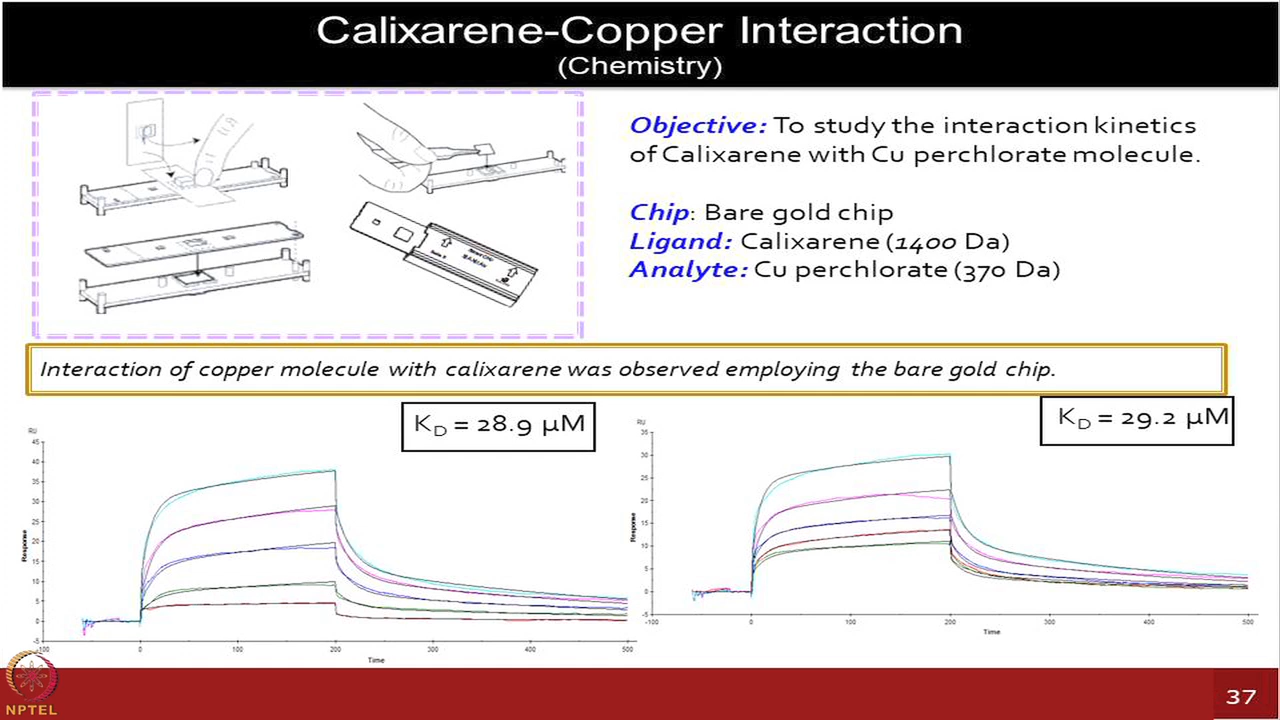 Calixarene-Copper Interaction
(Chemistry)
Objective: To study the interaction kinetics
of Calixarene with Cu perchlorate molecule.
Chip: Bare gold chip
Ligand: Calixarene (1400 Da)
Analyte: Cu perchlorate (370 Da)
Interaction of copper molecule with calixarene was observed employing the bare gold chip.
KD = 28.9 µM
KD = 29.2 µM
RU
45
40
35
30
25
20
15
10
5
0
-5
-100
0
100
200
300
400
500
Response
Time
RU
35
30
25
20
15
10
5
0
-5
-100
0
100
200
300
400
500
Response
Time
NPTEL
37